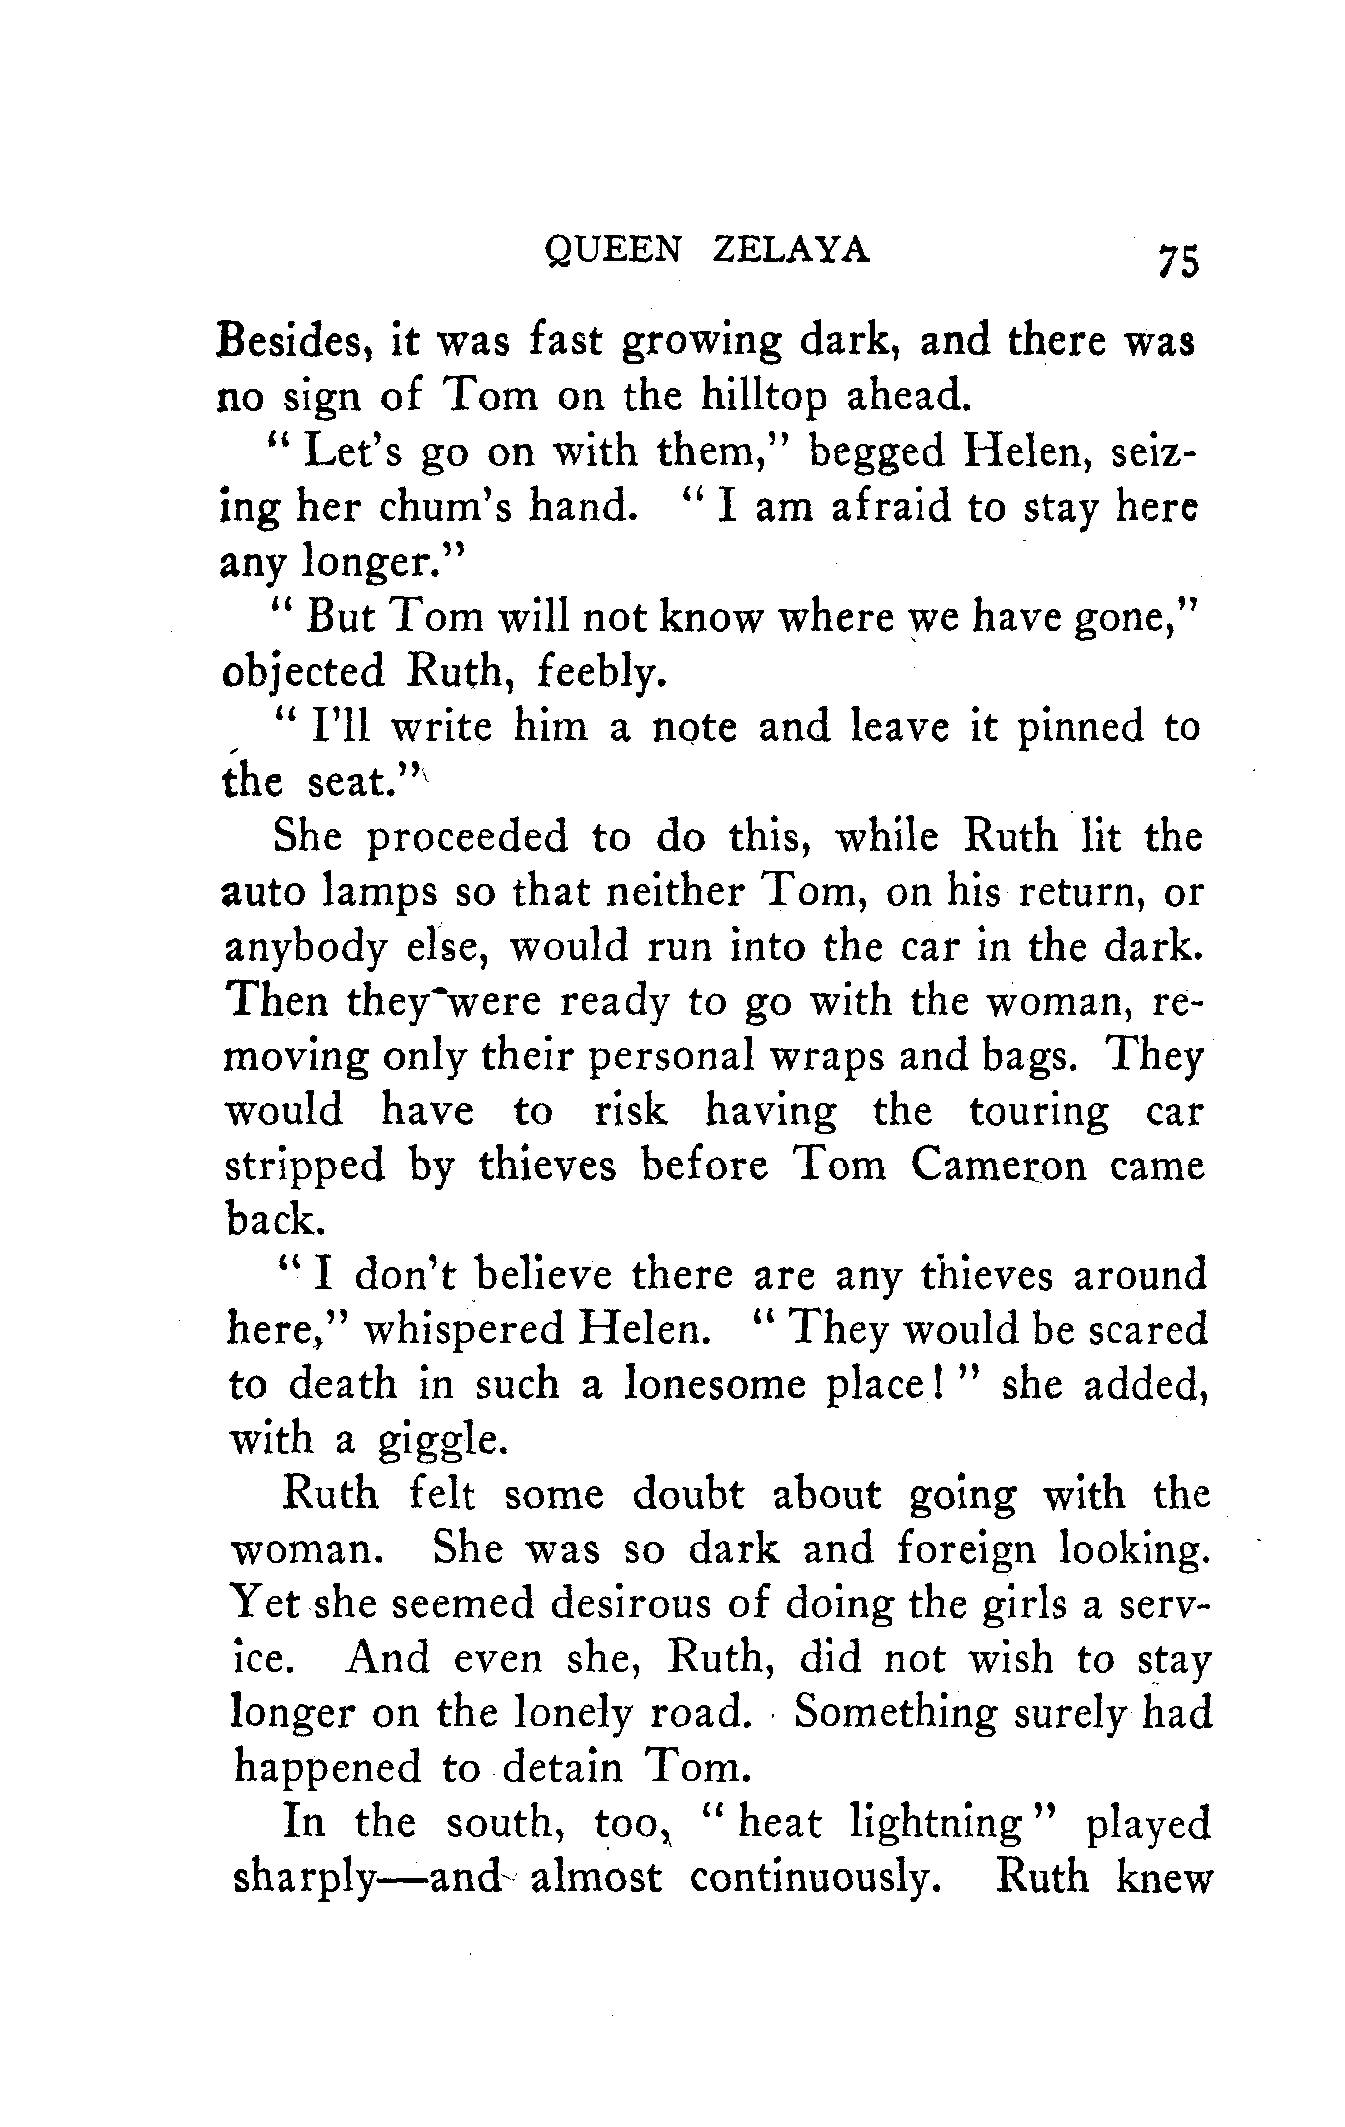 QUEEN ZELAYA 75
Besides, it was fast growing dark, and there was
no sign of Tom on the hilltop ahead.
" Let's go on with them," begged Helen, seiz-
ing her chum's hand. " I am afraid to stay here
any longer."
" But Tom will not know where we have gone,"
objected Ruth, feebly.
" I'll write him a note and leave it pinned to
the seat."
She proceeded to do this, while Ruth lit the
auto lamps so that neither Tom, on his return, or
anybody else, would run into the car in the dark.
Then they were ready to go with the woman, re-
moving only their personal wraps and bags. They
would have to risk having the touring car
stripped by thieves before Tom Cameron came
back.
" I don't believe there are any thieves around
here," whispered Helen. " They would be scared
to death in such a lonesome place! " she added,
with a giggle.
Ruth felt some doubt about going with the
woman. She was so dark and foreign looking.
Yet she seemed desirous of doing the girls a serv-
ice. And even she, Ruth, did not wish to stay
longer on the lonely road. Something surely had
happened to detain Tom.
In the south, too, " heat lightning " played
sharply—and almost continuously. Ruth knew